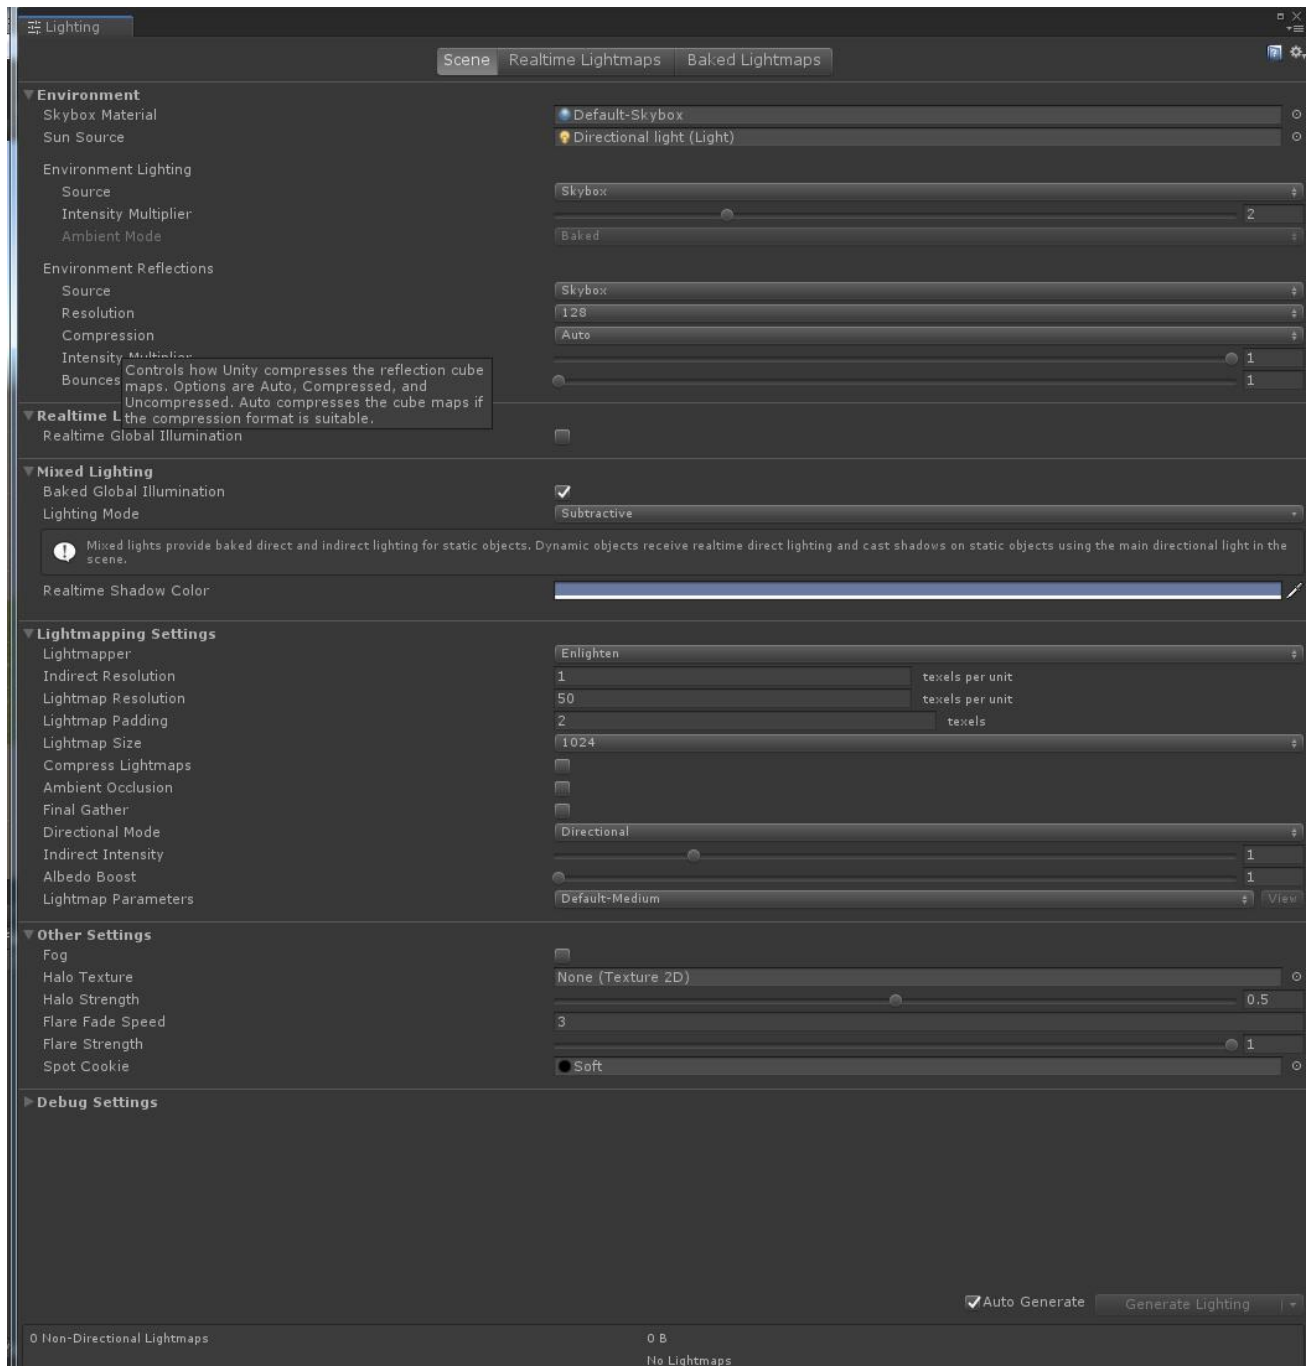 Lighting
Scene Realtime Lightmaps Baked Lightmaps
Environment
Skybox Material Default-Skybox
Sun Source Directional light (Light)
Environment Lighting
Source Skybox
Intensity Multiplier 2
Ambient Mode Baked
Environment Reflections
Source Skybox
Resolution 128
Compression Auto
Intensity Multiplier 1
Bounces 1
Controls how Unity compresses the reflection cube
maps. Options are Auto, Compressed, and
Uncompressed. Auto compresses the cube maps if
the compression format is suitable.
Realtime L
Realtime Global Illumination
Mixed Lighting
Baked Global Illumination
Lighting Mode Subtractive
Mixed lights provide baked direct and indirect lighting for static objects. Dynamic objects receive realtime direct lighting and cast shadows on static objects using the main directional light in the
scene.
Realtime Shadow Color
Lightmapping Settings
Lightmapper Enlighten
Indirect Resolution 1 texels per unit
Lightmap Resolution 50 texels per unit
Lightmap Padding 2 texels
Lightmap Size 1024
Compress Lightmaps
Ambient Occlusion
Final Gather
Directional Mode Directional
Indirect Intensity 1
Albedo Boost 1
Lightmap Parameters Default-Medium View
Other Settings
Fog
Halo Texture None (Texture 2D)
Halo Strength 0.5
Flare Fade Speed 3
Flare Strength 1
Spot Cookie Soft
Debug Settings
Auto Generate Generate Lighting
0 Non-Directional Lightmaps 0 B
No Lightmaps